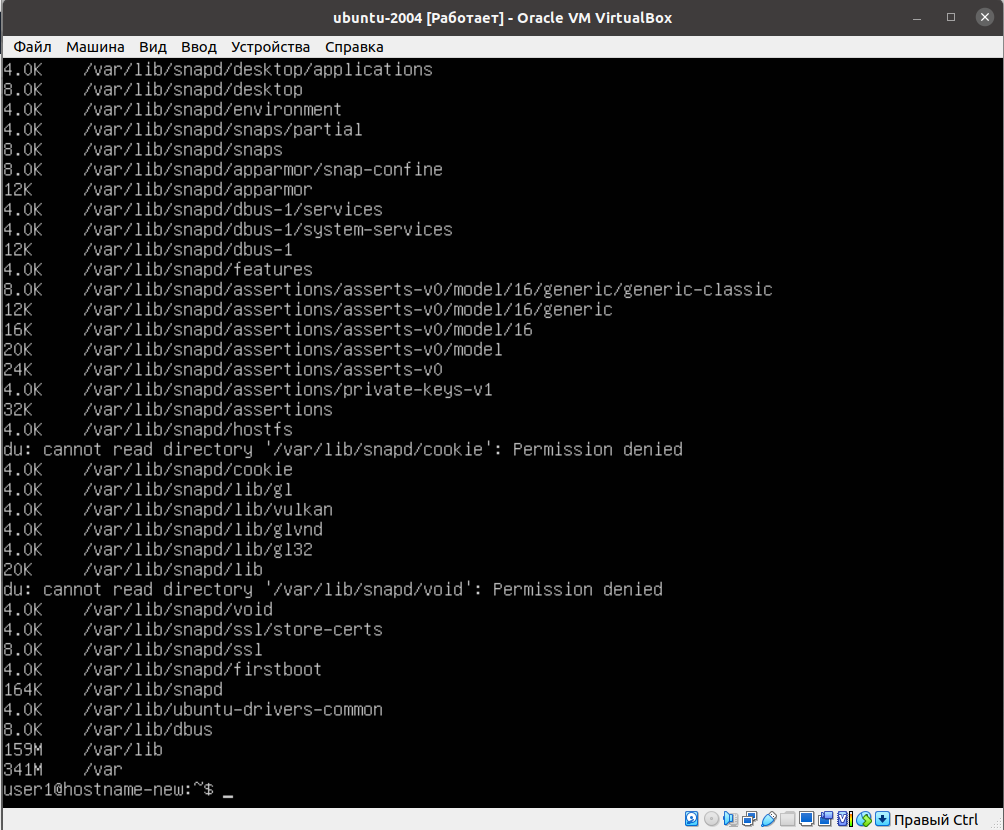 ubuntu-2004 [Работает] - Oracle VM VirtualBox
Файл Машина Вид Ввод Устройства Справка
4.0K /var/lib/snapd/desktop/applications
8.0K /var/lib/snapd/desktop
4.0K /var/lib/snapd/environment
4.0K /var/lib/snapd/snaps/partial
8.0K /var/lib/snapd/snaps
8.0K /var/lib/snapd/apparmor/snap-confine
12K /var/lib/snapd/apparmor
4.0K /var/lib/snapd/dbus-1/services
4.0K /var/lib/snapd/dbus-1/system-services
12K /var/lib/snapd/dbus-1
4.0K /var/lib/snapd/features
8.0K /var/lib/snapd/assertions/asserts-v0/model/16/generic/generic-classic
12K /var/lib/snapd/assertions/asserts-v0/model/16/generic
16K /var/lib/snapd/assertions/asserts-v0/model/16
20K /var/lib/snapd/assertions/asserts-v0/model
24K /var/lib/snapd/assertions/asserts-v0
4.0K /var/lib/snapd/assertions/private-keys-v1
32K /var/lib/snapd/assertions
4.0K /var/lib/snapd/hostfs
du: cannot read directory '/var/lib/snapd/cookie': Permission denied
4.0K /var/lib/snapd/cookie
4.0K /var/lib/snapd/lib/gl
4.0K /var/lib/snapd/lib/vulkan
4.0K /var/lib/snapd/lib/glvnd
4.0K /var/lib/snapd/lib/gl32
20K /var/lib/snapd/lib
du: cannot read directory '/var/lib/snapd/void': Permission denied
4.0K /var/lib/snapd/void
4.0K /var/lib/snapd/ssl/store-certs
8.0K /var/lib/snapd/ssl
4.0K /var/lib/snapd/firstboot
164K /var/lib/snapd
4.0K /var/lib/ubuntu-drivers-common
8.0K /var/lib/dbus
159M /var/lib
341M /var
user1@hostname-new:~$ _
Правый Ctrl